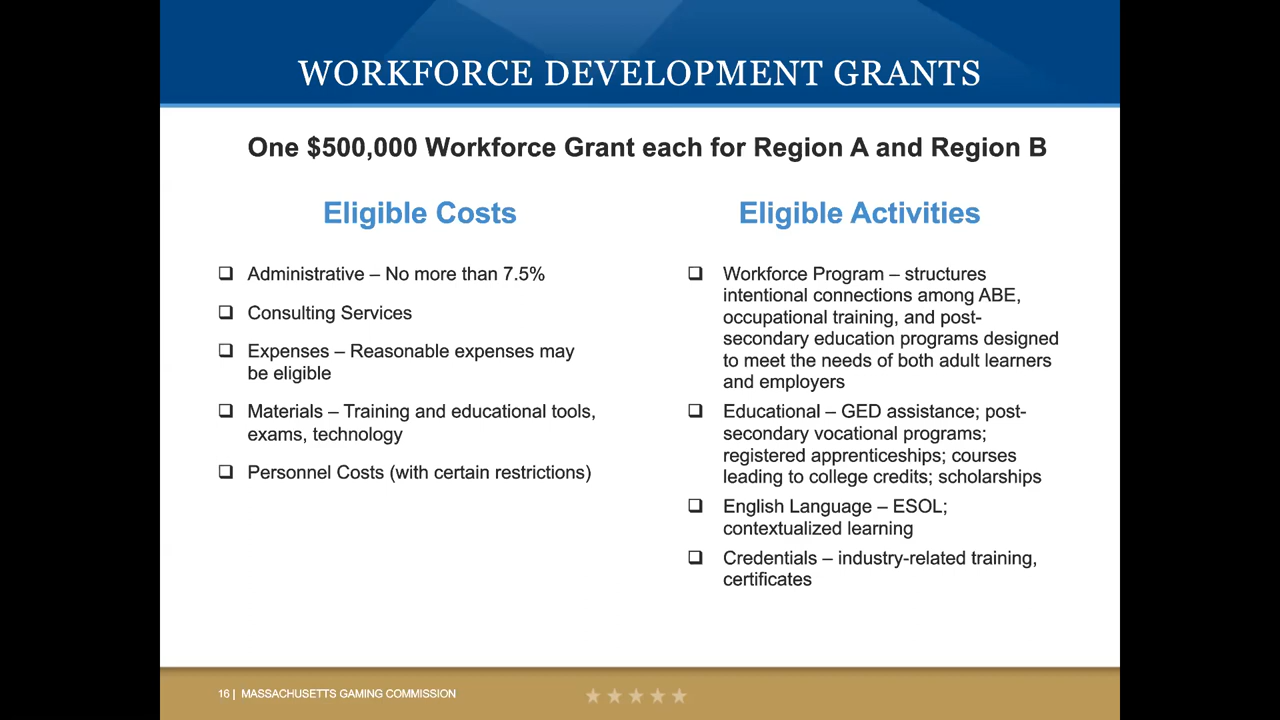 WORKFORCE DEVELOPMENT GRANTS
One $500,000 Workforce Grant each for Region A and Region B
Eligible Costs
Administrative – No more than 7.5%
Consulting Services
Expenses – Reasonable expenses may
be eligible
Materials – Training and educational tools,
exams, technology
Personnel Costs (with certain restrictions)
Eligible Activities
Workforce Program – structures
intentional connections among ABE,
occupational training, and post-
secondary education programs designed
to meet the needs of both adult learners
and employers
Educational – GED assistance; post-
secondary vocational programs;
registered apprenticeships; courses
leading to college credits; scholarships
English Language – ESOL;
contextualized learning
Credentials – industry-related training,
certificates
16 | MASSACHUSETTS GAMING COMMISSION